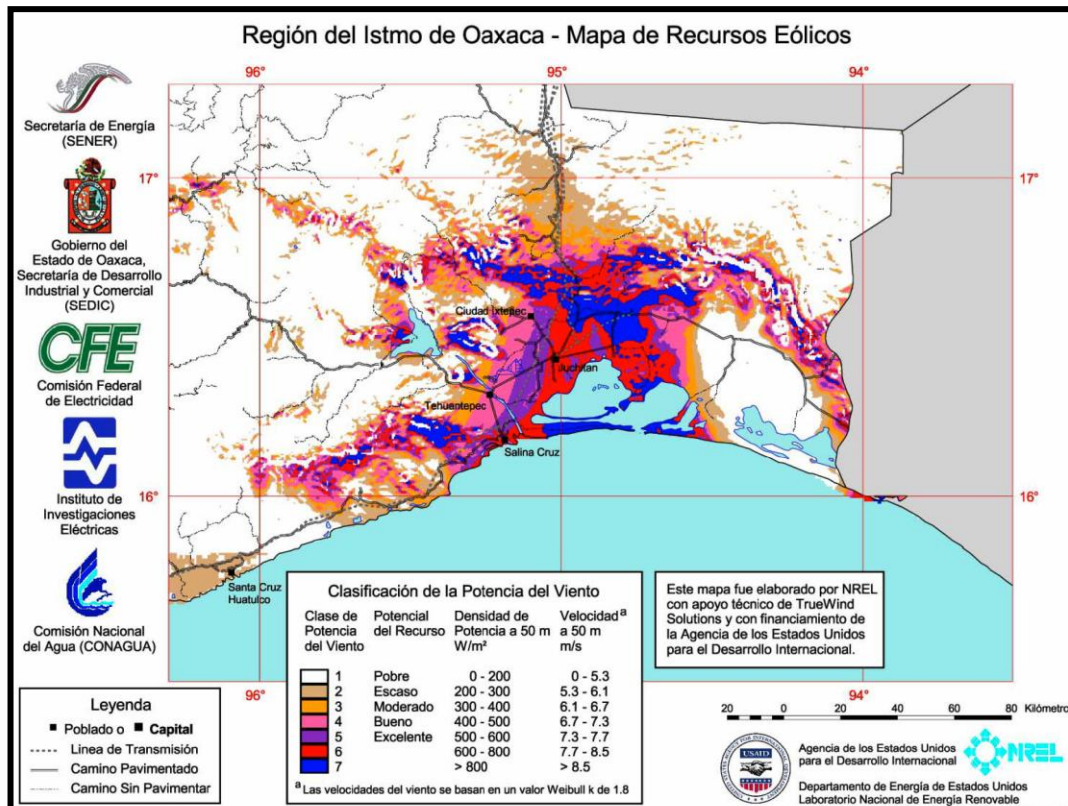 Región del Istmo de Oaxaca - Mapa de Recursos Eólicos
96°
95°
94°
Secretaría de Energía
(SENER)
Gobierno del
Estado de Oaxaca,
Secretaría de Desarrollo
Industrial y Comercial
(SEDIC)
CFE
Comisión Federal
de Electricidad
Instituto de
Investigaciones
Eléctricas
Comisión Nacional
del Agua (CONAGUA)
17°
17°
Ciudad Ixtepec
Juchitan
Tehuantepec
Salina Cruz
16°
16°
Santa Cruz
Huatulco
96°
94°
Leyenda
Poblado o Capital
Linea de Transmisión
Camino Pavimentado
Camino Sin Pavimentar
Clasificación de la Potencia del Viento
Clase de Potencia del Viento
Potencial del Recurso
Densidad de Potencia a 50 m W/m²
Velocidad a a 50 m m/s
1 Pobre 0 - 200 0 - 5.3
2 Escaso 200 - 300 5.3 - 6.1
3 Moderado 300 - 400 6.1 - 6.7
4 Bueno 400 - 500 6.7 - 7.3
5 Excelente 500 - 600 7.3 - 7.7
6 600 - 800 7.7 - 8.5
7 > 800 > 8.5
a Las velocidades del viento se basan en un valor Weibull k de 1.8
Este mapa fue elaborado por NREL
con apoyo técnico de TrueWind
Solutions y con financiamiento de
la Agencia de los Estados Unidos
para el Desarrollo Internacional.
20 0 20 40 60 80 Kilómetro
USAID
Agencia de los Estados Unidos
para el Desarrollo Internacional
NREL
Departamento de Energía de Estados Unidos
Laboratorio Nacional de Energía Renovable